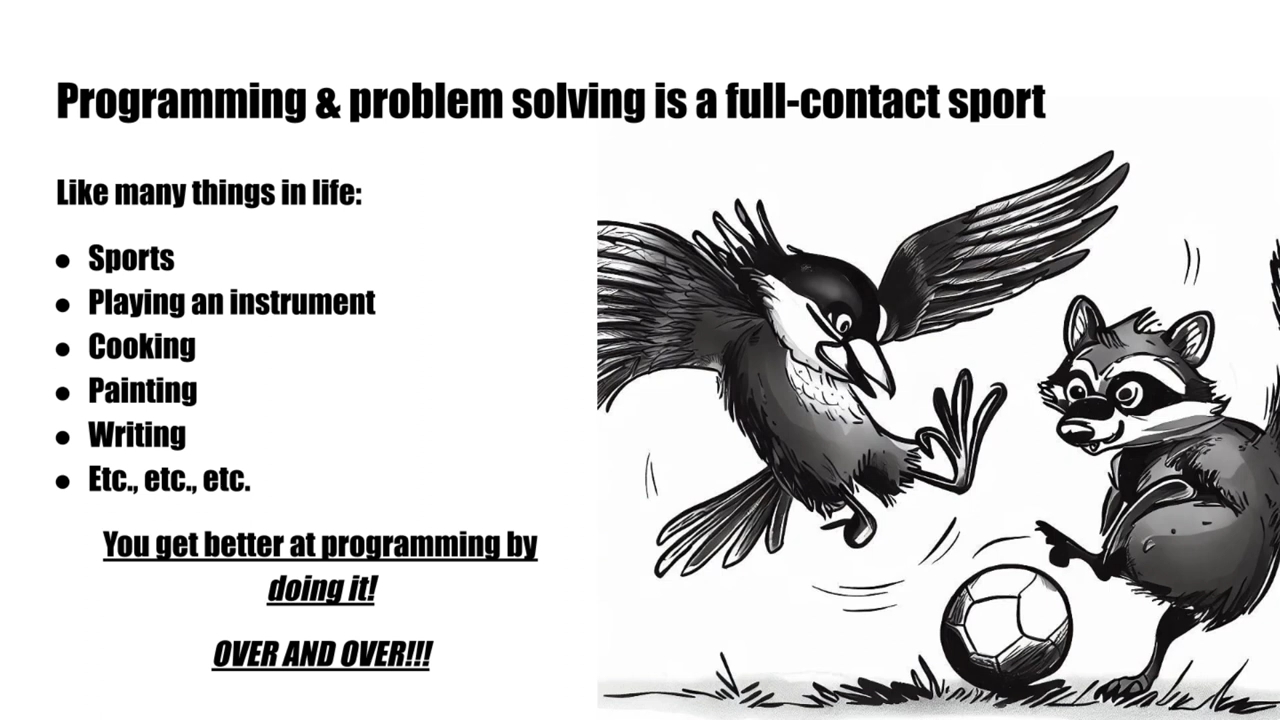 Programming & problem solving is a full-contact sport
Like many things in life:
● Sports
● Playing an instrument
● Cooking
● Painting
● Writing
● Etc., etc., etc.
You get better at programming by
doing it!
OVER AND OVER!!!